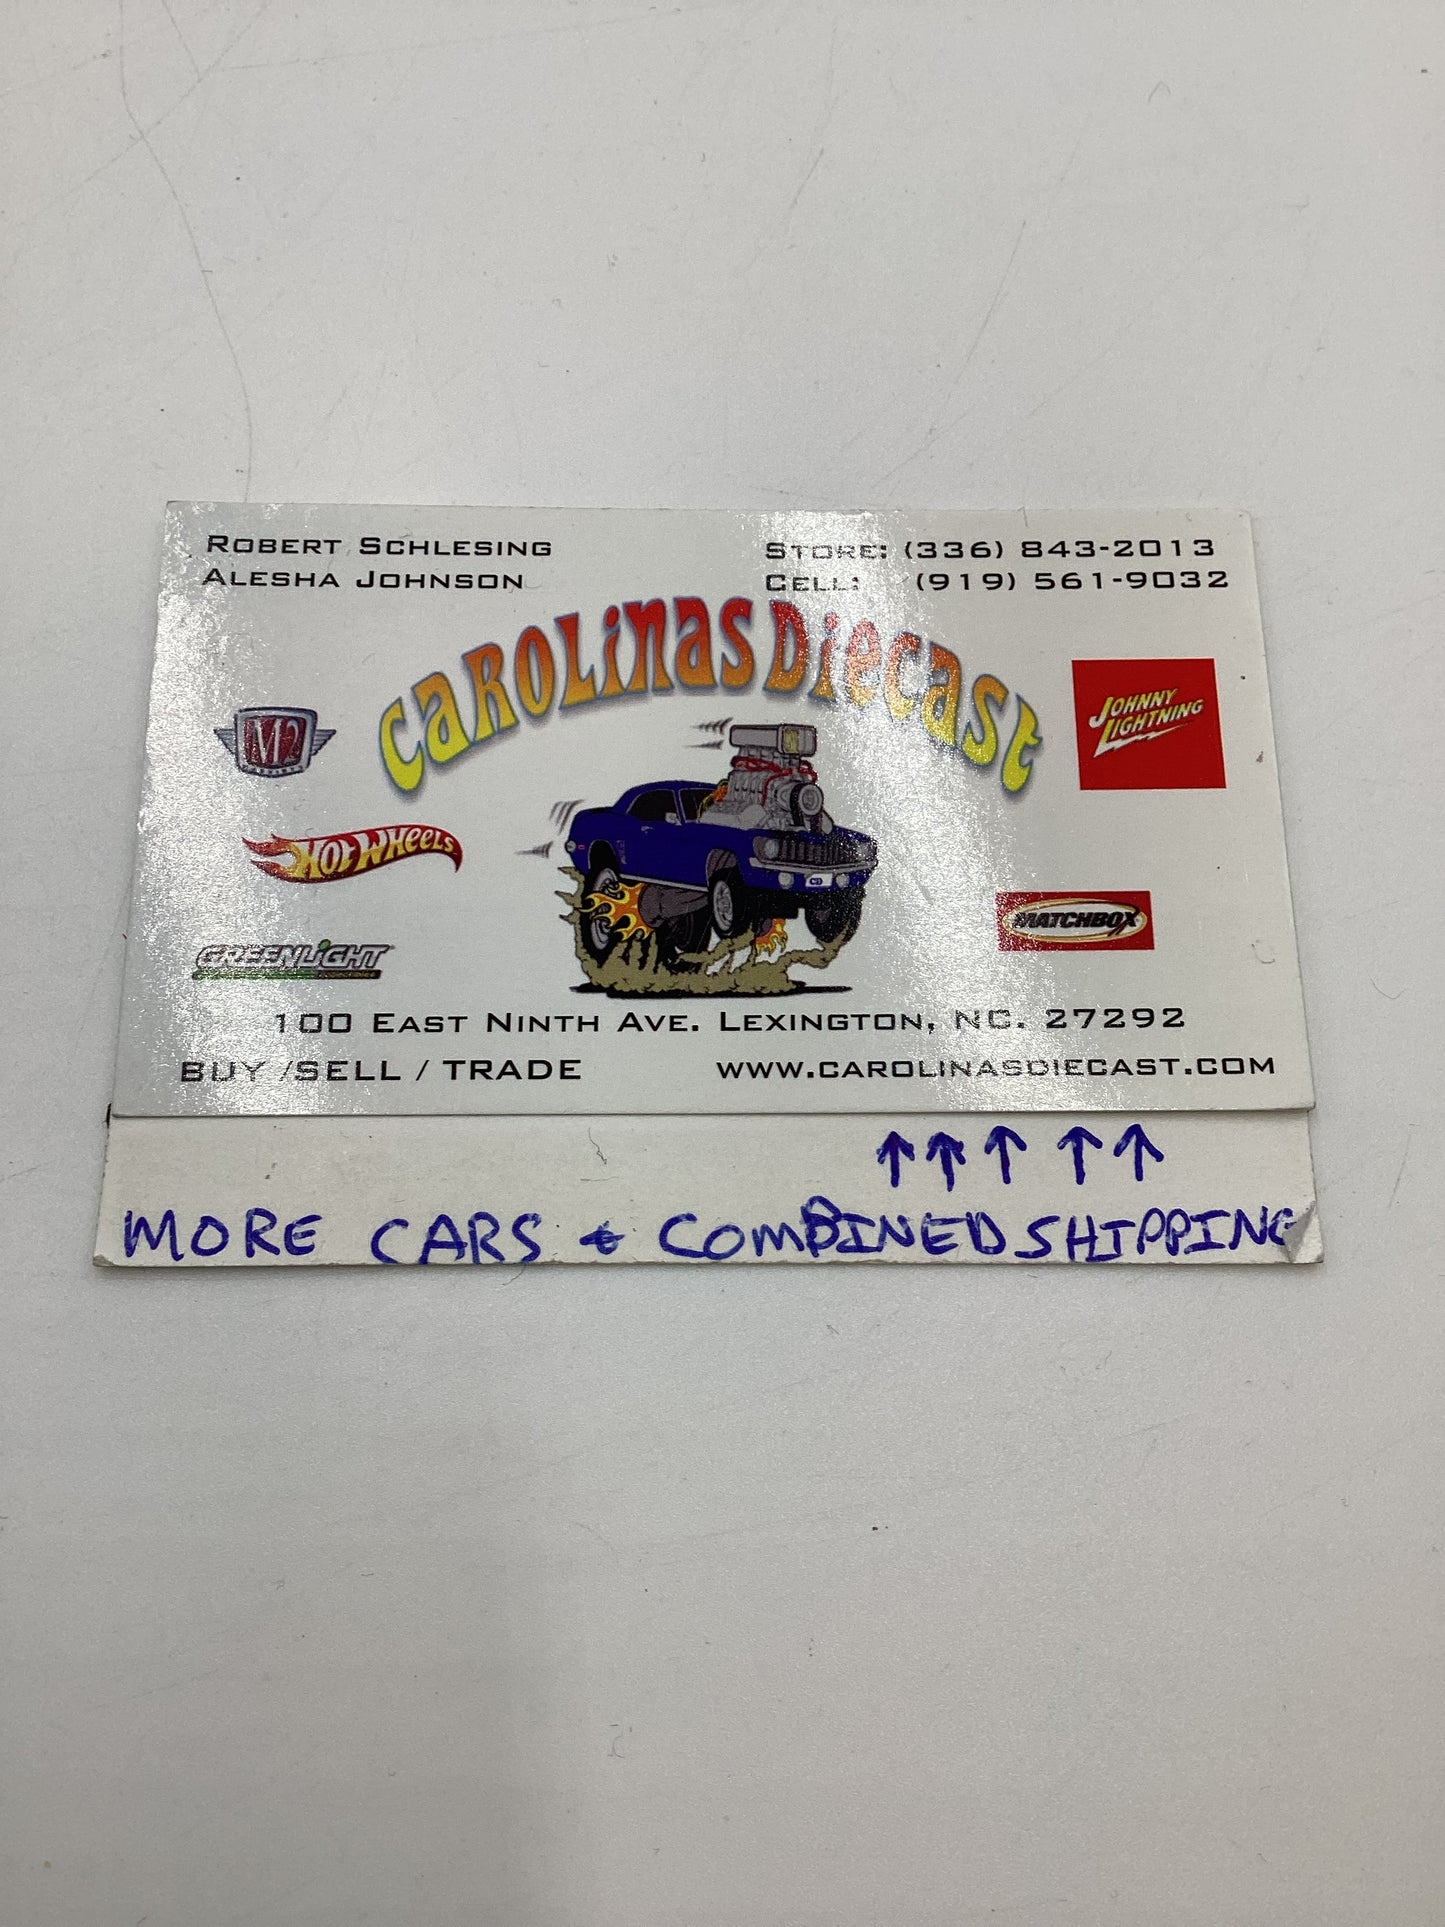 ROBERT SCHLESING
ALESHA JOHNSON
STORE: (336) 843-2013
CELL: (919) 561-9032
CAROLINAS DIECAST
M2
MACHINES
JOHNNY
LIGHTNING
HOT WHEELS
CD
MATCHBOX
GREENLIGHT
100 EAST NINTH AVE. LEXINGTON, NC. 27292
BUY /SELL / TRADE
WWW.CAROLINASDIECAST.COM
↑ ↑ ↑ ↑ ↑
MORE CARS & COMBINED SHIPPING